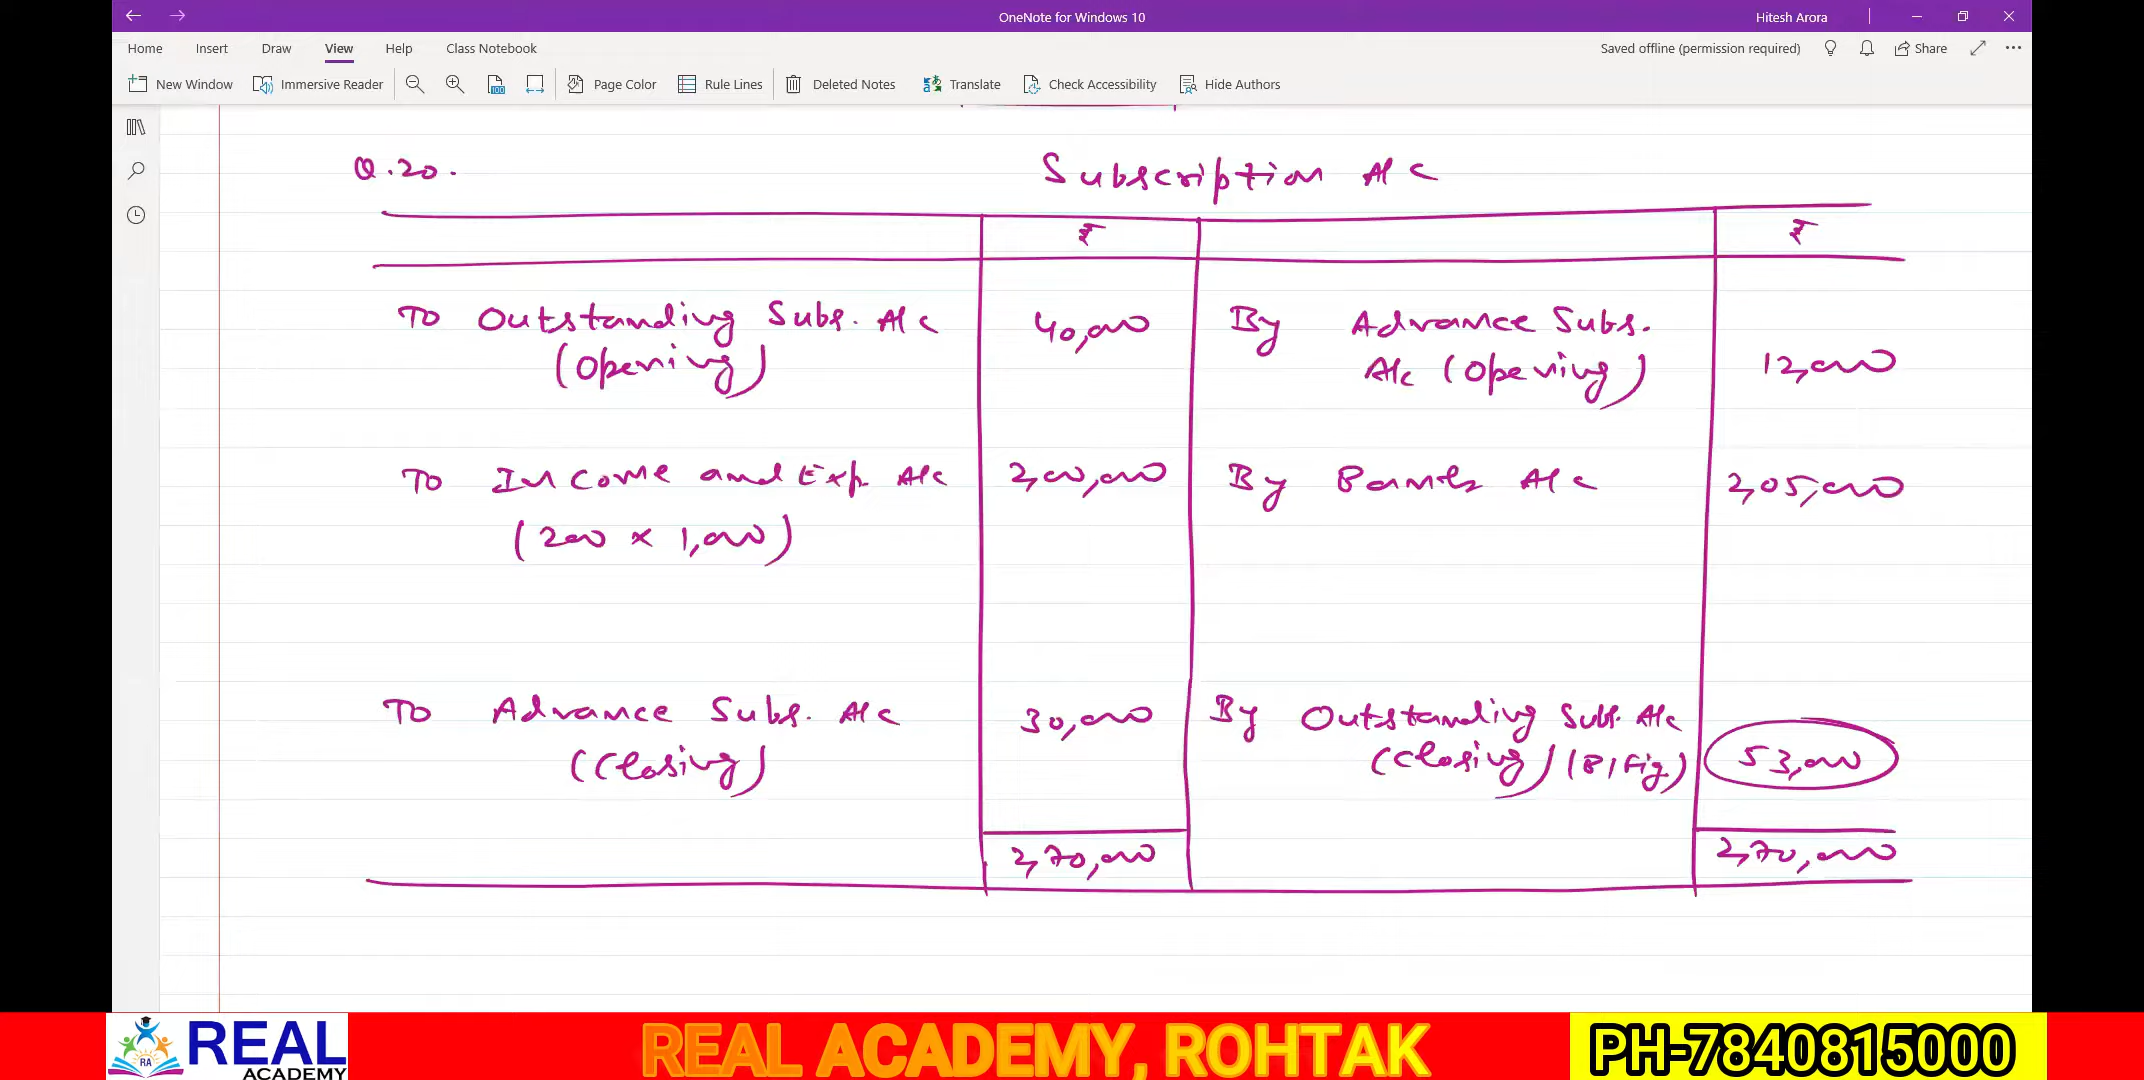 OneNote for Windows 10
Hitesh Arora
Home Insert Draw View Help Class Notebook
Saved offline (permission required) Share
New Window Immersive Reader 100 Page Color Rule Lines Deleted Notes Translate Check Accessibility Hide Authors
Q.20. Subscription A/c
₹ ₹
To Outstanding Subs. A/c 40,000 By Advance Subs.
(Opening) A/c (Opening) 12,000
To Income and Exp. A/c 2,00,000 By Bank A/c 2,05,000
(200 x 1,000)
To Advance Subs. A/c 30,000 By Outstanding Subs. A/c
(Closing) (Closing) (B/Fig) 53,000
2,70,000 2,70,000
RA REAL ACADEMY
REAL ACADEMY, ROHTAK
PH-7840815000